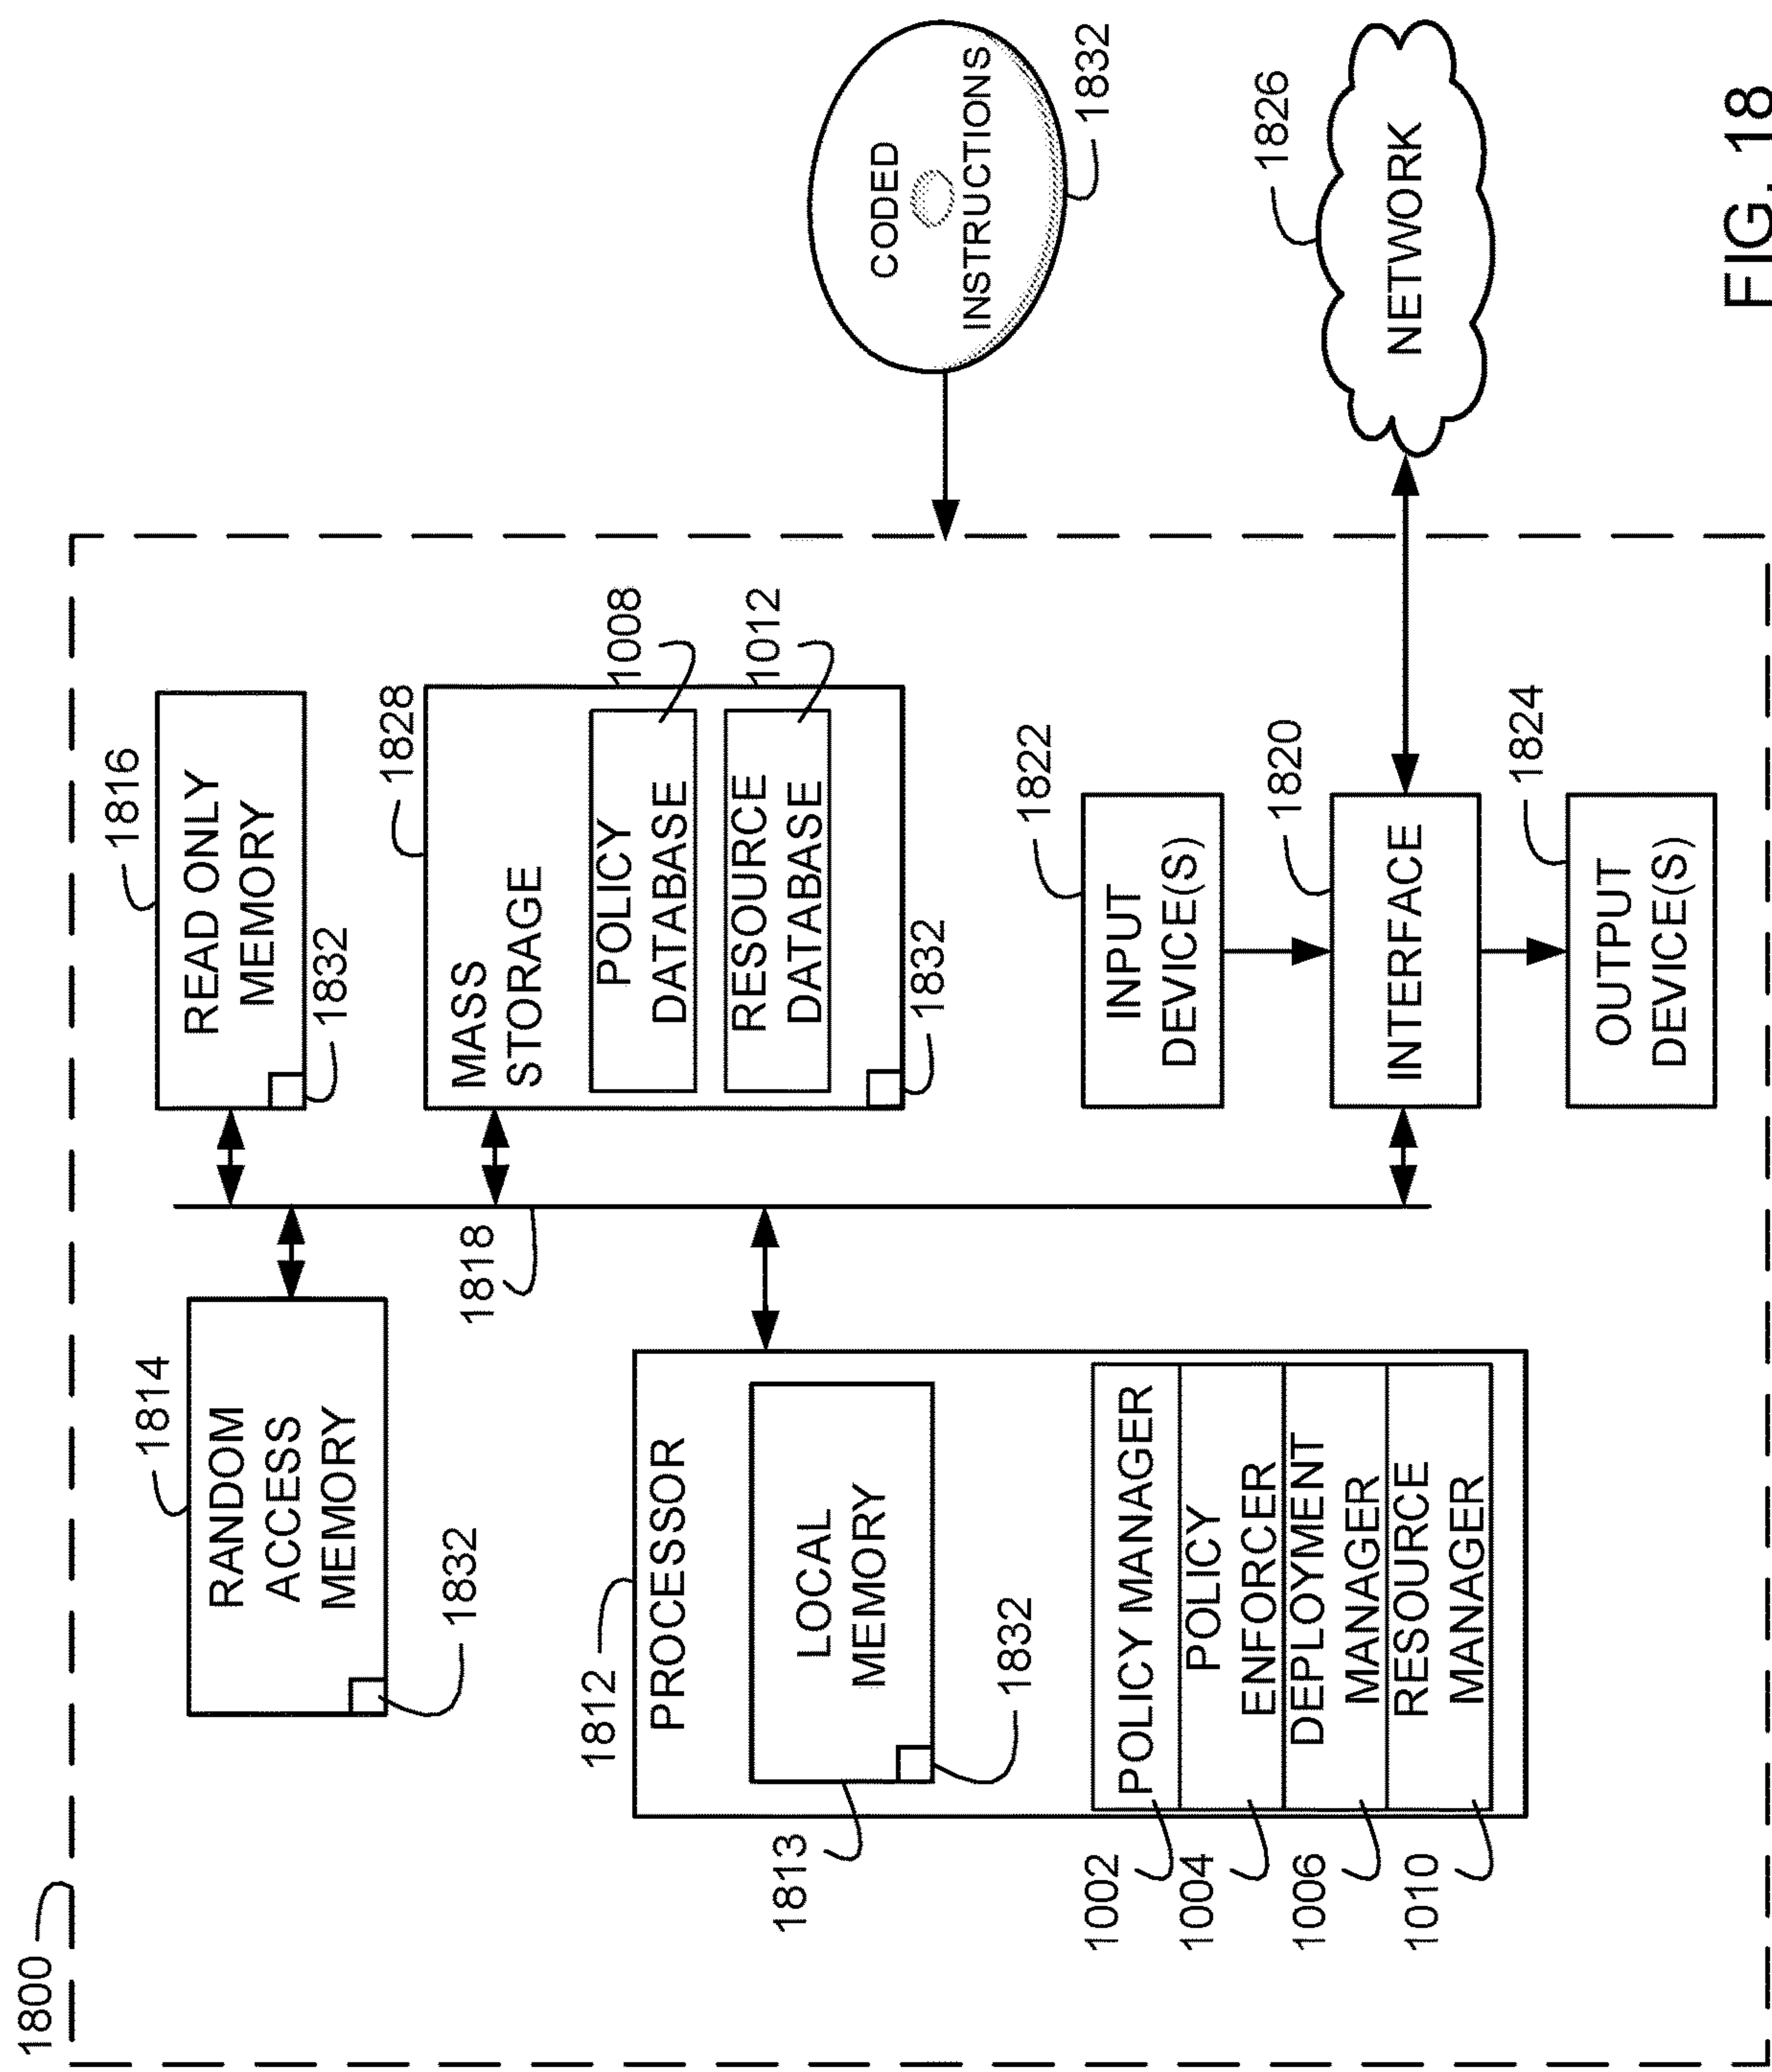 1800
1814
RANDOM
ACCESS
MEMORY
1832
1816
READ ONLY
MEMORY
1832
1818
1828
MASS
STORAGE
POLICY
DATABASE
1008
RESOURCE
DATABASE
1012
1832
1812
PROCESSOR
LOCAL
MEMORY
1813
1832
POLICY MANAGER
1002
POLICY
ENFORCER
1004
DEPLOYMENT
MANAGER
1006
RESOURCE
MANAGER
1010
1822
INPUT
DEVICE(S)
1820
INTERFACE
1824
OUTPUT
DEVICE(S)
CODED
INSTRUCTIONS
1832
1826
NETWORK
FIG. 18